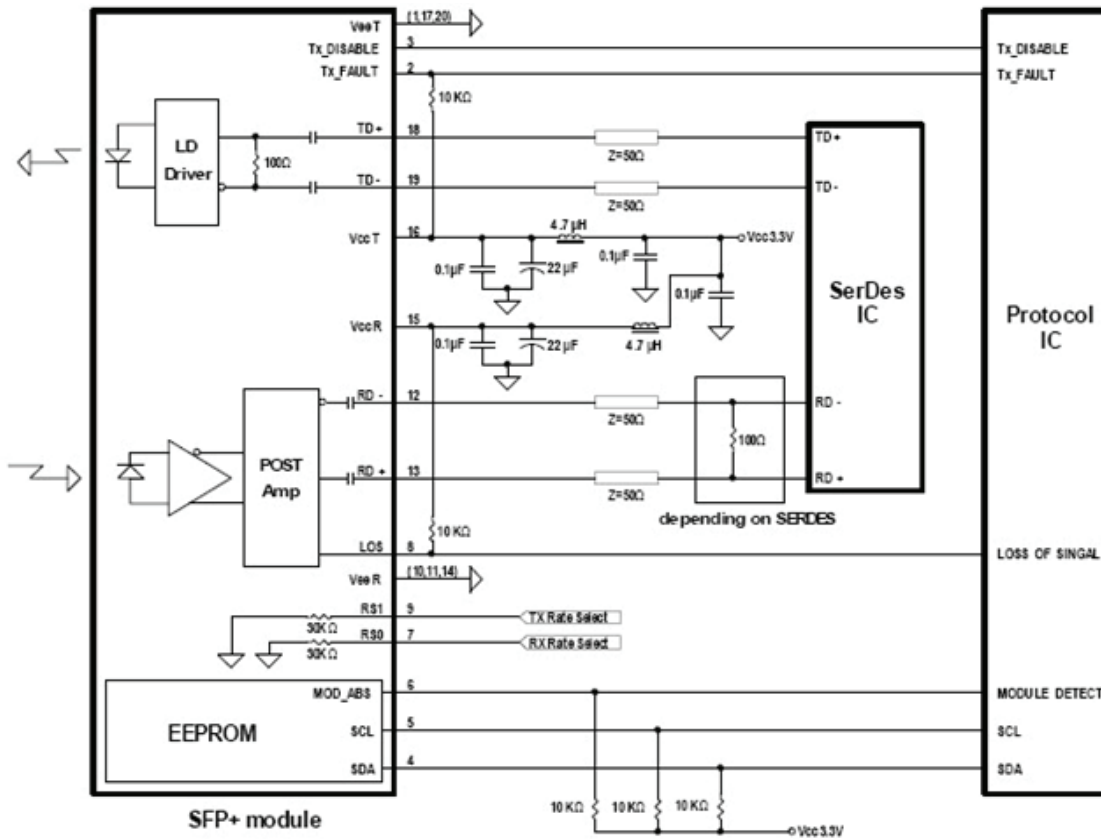 VeeT (1,17,20)
Tx_DISABLE 3 Tx_DISABLE
Tx_FAULT 2 Tx_FAULT
10 KΩ
LD Driver
100Ω
TD+ 18 Z=50Ω TD+
TD- 19 Z=50Ω TD-
VccT 16 4.7 µH Vcc3.3V
0.1µF 22 µF 0.1µF
0.1µF
SerDes IC
Protocol IC
VccR 15
0.1µF 22 µF 4.7 µH
RD- 12 Z=50Ω RD-
100Ω
POST Amp
RD+ 13 Z=50Ω RD+
depending on SERDES
10 KΩ
LOS 8 LOSS OF SINGAL
VeeR (10,11,14)
RS1 9 TX Rate Select
30KΩ
RS0 7 RX Rate Select
30KΩ
MOD_ABS 6 MODULE DETECT
EEPROM
SCL 5 SCL
SDA 4 SDA
10 KΩ 10 KΩ 10 KΩ
Vcc3.3V
SFP+ module